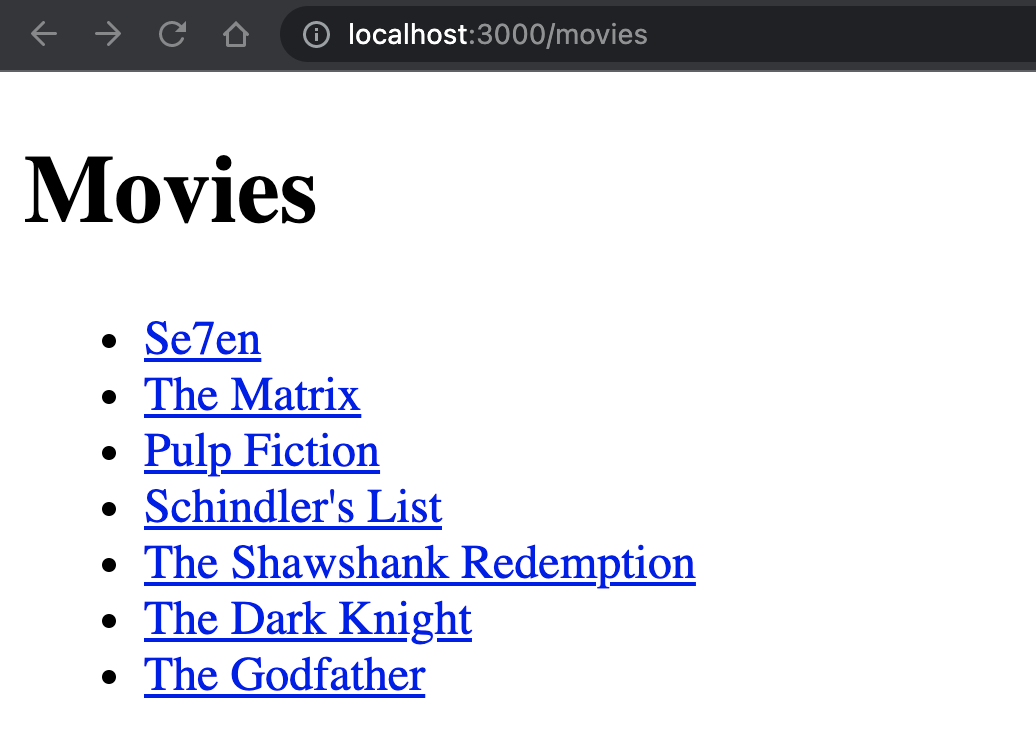 localhost:3000/movies
Movies
Se7en
The Matrix
Pulp Fiction
Schindler's List
The Shawshank Redemption
The Dark Knight
The Godfather